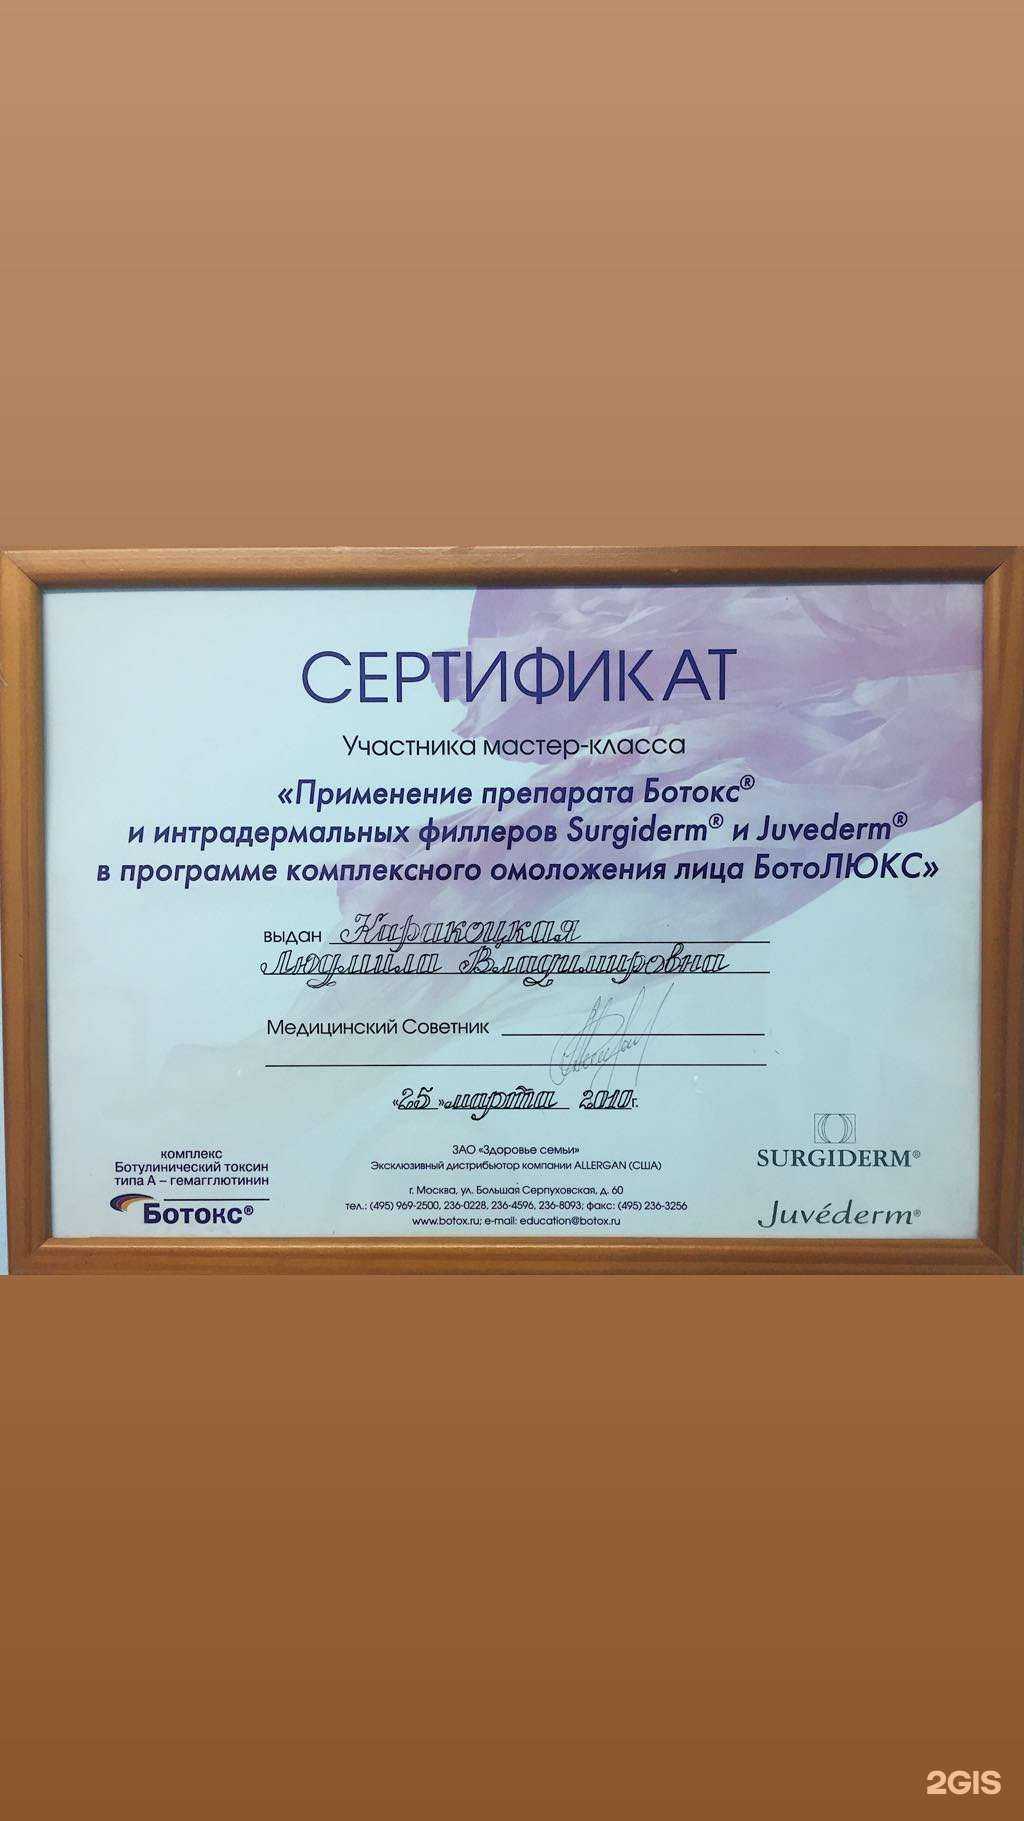 СЕРТИФИКАТ
Участника мастер-класса
«Применение препарата Ботокс®
и интрадермальных филлеров Surgiderm® и Juvederm®
в программе комплексного омоложения лица БотоЛЮКС»
выдан Каракоцкая
Людмила Владимировна
Медицинский Советник
«25» марта 2010г.
комплекс
Ботулинический токсин
типа А – гемагглютинин
Ботокс®
ЗАО «Здоровье семьи»
Эксклюзивный дистрибьютор компании ALLERGAN (США)
г. Москва, ул. Большая Серпуховская, д. 60
тел.: (495) 969-2500, 236-0228, 236-4596, 236-8093; факс: (495) 236-3256
www.botox.ru; e-mail: education@botox.ru
SURGIDERM®
Juvéderm®
2GIS